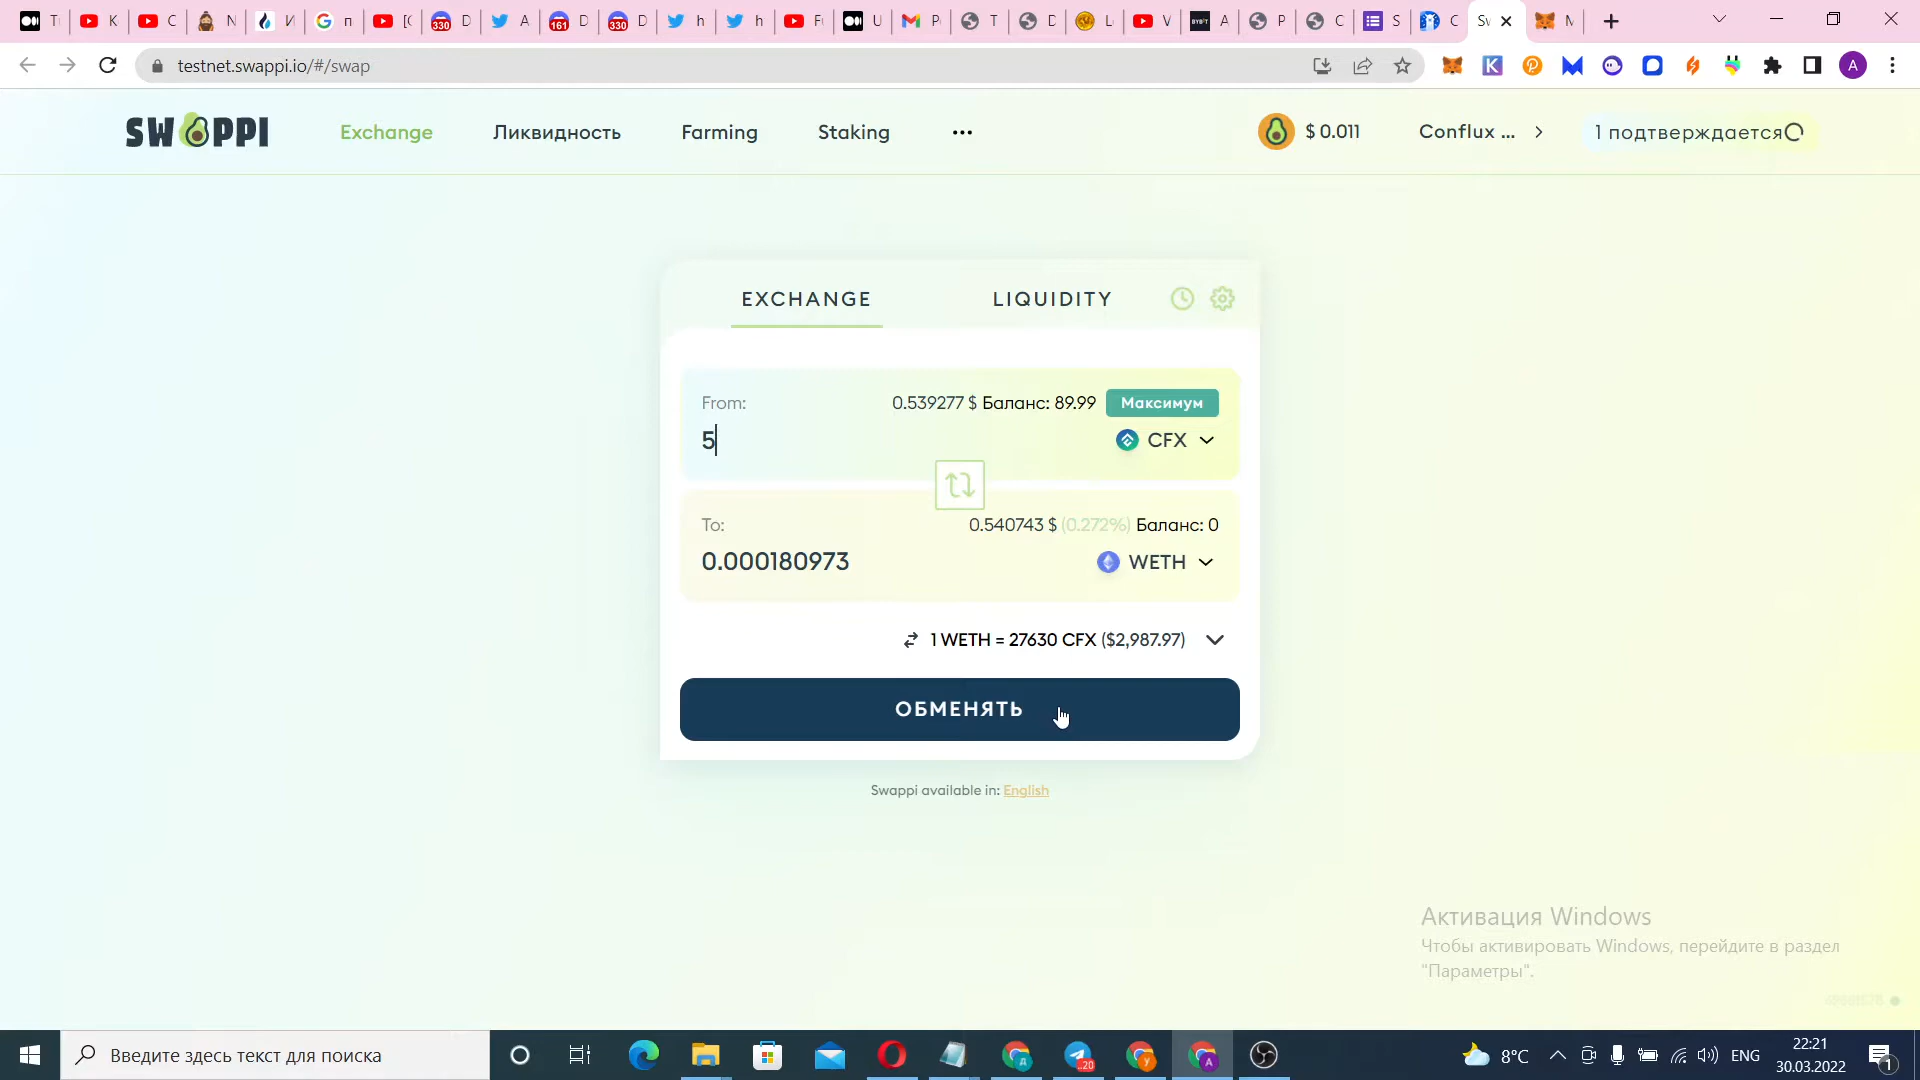 testnet.swappi.io/#/swap
SWAPPI
Exchange
Ликвидность
Farming
Staking
$ 0.011
Conflux ...
1 подтверждается
EXCHANGE
LIQUIDITY
From:
0.539277 $ Баланс: 89.99
Максимум
5
CFX
To:
0.540743 $ (0.272%) Баланс: 0
0.000180973
WETH
1 WETH = 27630 CFX ($2,987.97)
ОБМЕНЯТЬ
Swappi available in: English
Активация Windows
Чтобы активировать Windows, перейдите в раздел
"Параметры".
Введите здесь текст для поиска
8°C
ENG
22:21
30.03.2022